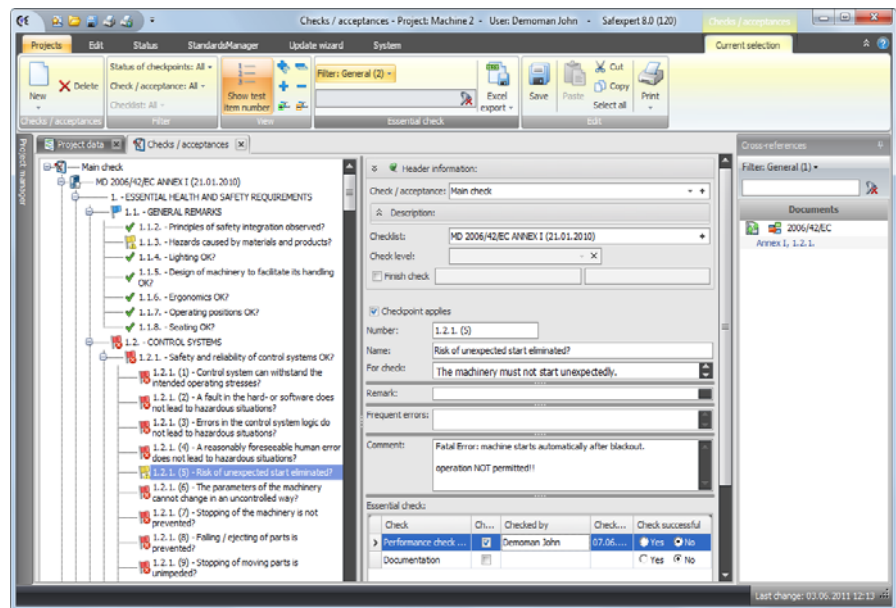 Checks / acceptances - Project: Machine 2 - User: Demoman John - Safexpert 8.0 (120)
Checks / acceptances
Projects Edit Status StandardsManager Update wizard System Current selection
New
Delete
Status of checkpoints: All
Check / acceptance: All
Checklist: All
Show test item number
Filter: General (2)
Excel export
Save
Paste
Cut
Copy
Select all
Print
Checks / acceptances Filter View Essential check Edit
Project manager
Project data Checks / acceptances
Main check
MD 2006/42/EC ANNEX I (21.01.2010)
1. - ESSENTIAL HEALTH AND SAFETY REQUIREMENTS
1.1. - GENERAL REMARKS
1.1.2. - Principles of safety integration observed?
1.1.3. - Hazards caused by materials and products?
1.1.4. - Lighting OK?
1.1.5. - Design of machinery to facilitate its handling
OK?
1.1.6. - Ergonomics OK?
1.1.7. - Operating positions OK?
1.1.8. - Seating OK?
1.2. - CONTROL SYSTEMS
1.2.1. - Safety and reliability of control systems OK?
1.2.1. (1) - Control system can withstand the
intended operating stresses?
1.2.1. (2) - A fault in the hard- or software does
not lead to hazardous situations?
1.2.1. (3) - Errors in the control system logic do
not lead to hazardous situations?
1.2.1. (4) - A reasonably foreseeable human error
does not lead to hazardous situations?
1.2.1. (5) - Risk of unexpected start eliminated?
1.2.1. (6) - The parameters of the machinery
cannot change in an uncontrolled way?
1.2.1. (7) - Stopping of the machinery is not
prevented?
1.2.1. (8) - Falling / ejecting of parts is
prevented?
1.2.1. (9) - Stopping of moving parts is
unimpeded?
Header information:
Check / acceptance: Main check
Description:
Checklist: MD 2006/42/EC ANNEX I (21.01.2010)
Check level:
Finish check
Checkpoint applies
Number: 1.2.1. (5)
Name: Risk of unexpected start eliminated?
For check: The machinery must not start unexpectedly.
Remark:
Frequent errors:
Comment: Fatal Error: machine starts automatically after blackout.
operation NOT permitted!!
Essential check:
Check Ch... Checked by Check... Check successful
Performance check ... Demoman John 07.06.... Yes No
Documentation Yes No
Cross-references
Filter: General (1)
Documents
2006/42/EC
Annex I, 1.2.1.
Last change: 03.06.2011 12:13